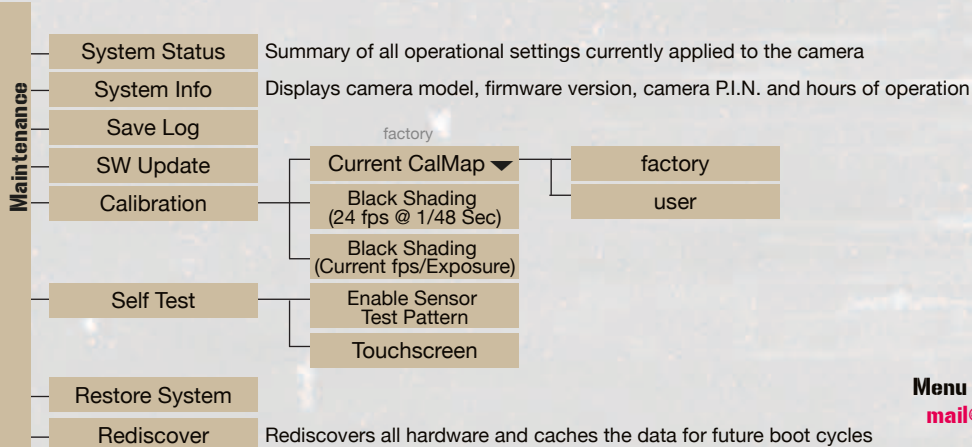 Maintenance
System Status
Summary of all operational settings currently applied to the camera
System Info
Displays camera model, firmware version, camera P.I.N. and hours of operation
Save Log
SW Update
Calibration
factory
Current CalMap
factory
user
Black Shading
(24 fps @ 1/48 Sec)
Black Shading
(Current fps/Exposure)
Self Test
Enable Sensor
Test Pattern
Touchscreen
Restore System
Rediscover
Rediscovers all hardware and caches the data for future boot cycles
Menu
mail